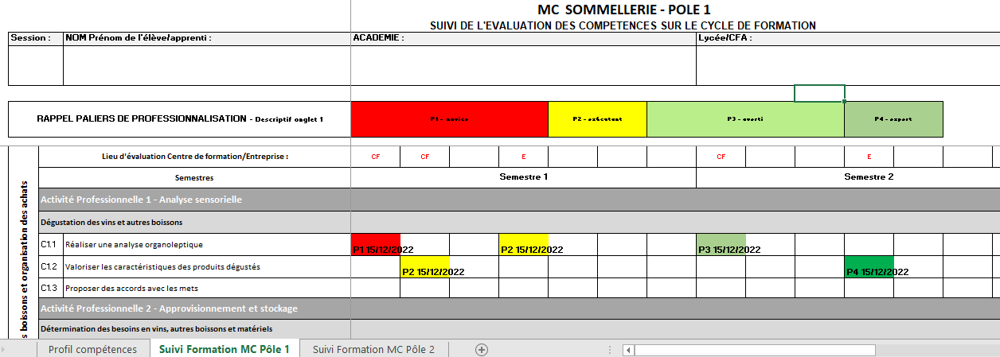 MC SOMMELLERIE - POLE 1
SUIVI DE L'EVALUATION DES COMPETENCES SUR LE CYCLE DE FORMATION
Session : NOM Prénom de l'élève/apprenti : ACADEMIE : Lycée/CFA :
RAPPEL PALIERS DE PROFESSIONNALISATION - Descriptif onglet 1 P1 - novice P2 - exécutant P3 - averti P4 - expert
Lieu d'évaluation Centre de formation/Entreprise : CF CF E CF E
Semestres Semestre 1 Semestre 2
Activité Professionnelle 1 - Analyse sensorielle
Dégustation des vins et autres boissons
C1.1 Réaliser une analyse organoleptique P1 15/12/2022 P2 15/12/2022 P3 15/12/2022
C1.2 Valoriser les caractéristiques des produits dégustés P2 15/12/2022 P4 15/12/2022
C1.3 Proposer des accords avec les mets
Activité Professionnelle 2 - Approvisionnement et stockage
Détermination des besoins en vins, autres boissons et matériels
s boissons et organisation des achats
Profil compétences Suivi Formation MC Pôle 1 Suivi Formation MC Pôle 2